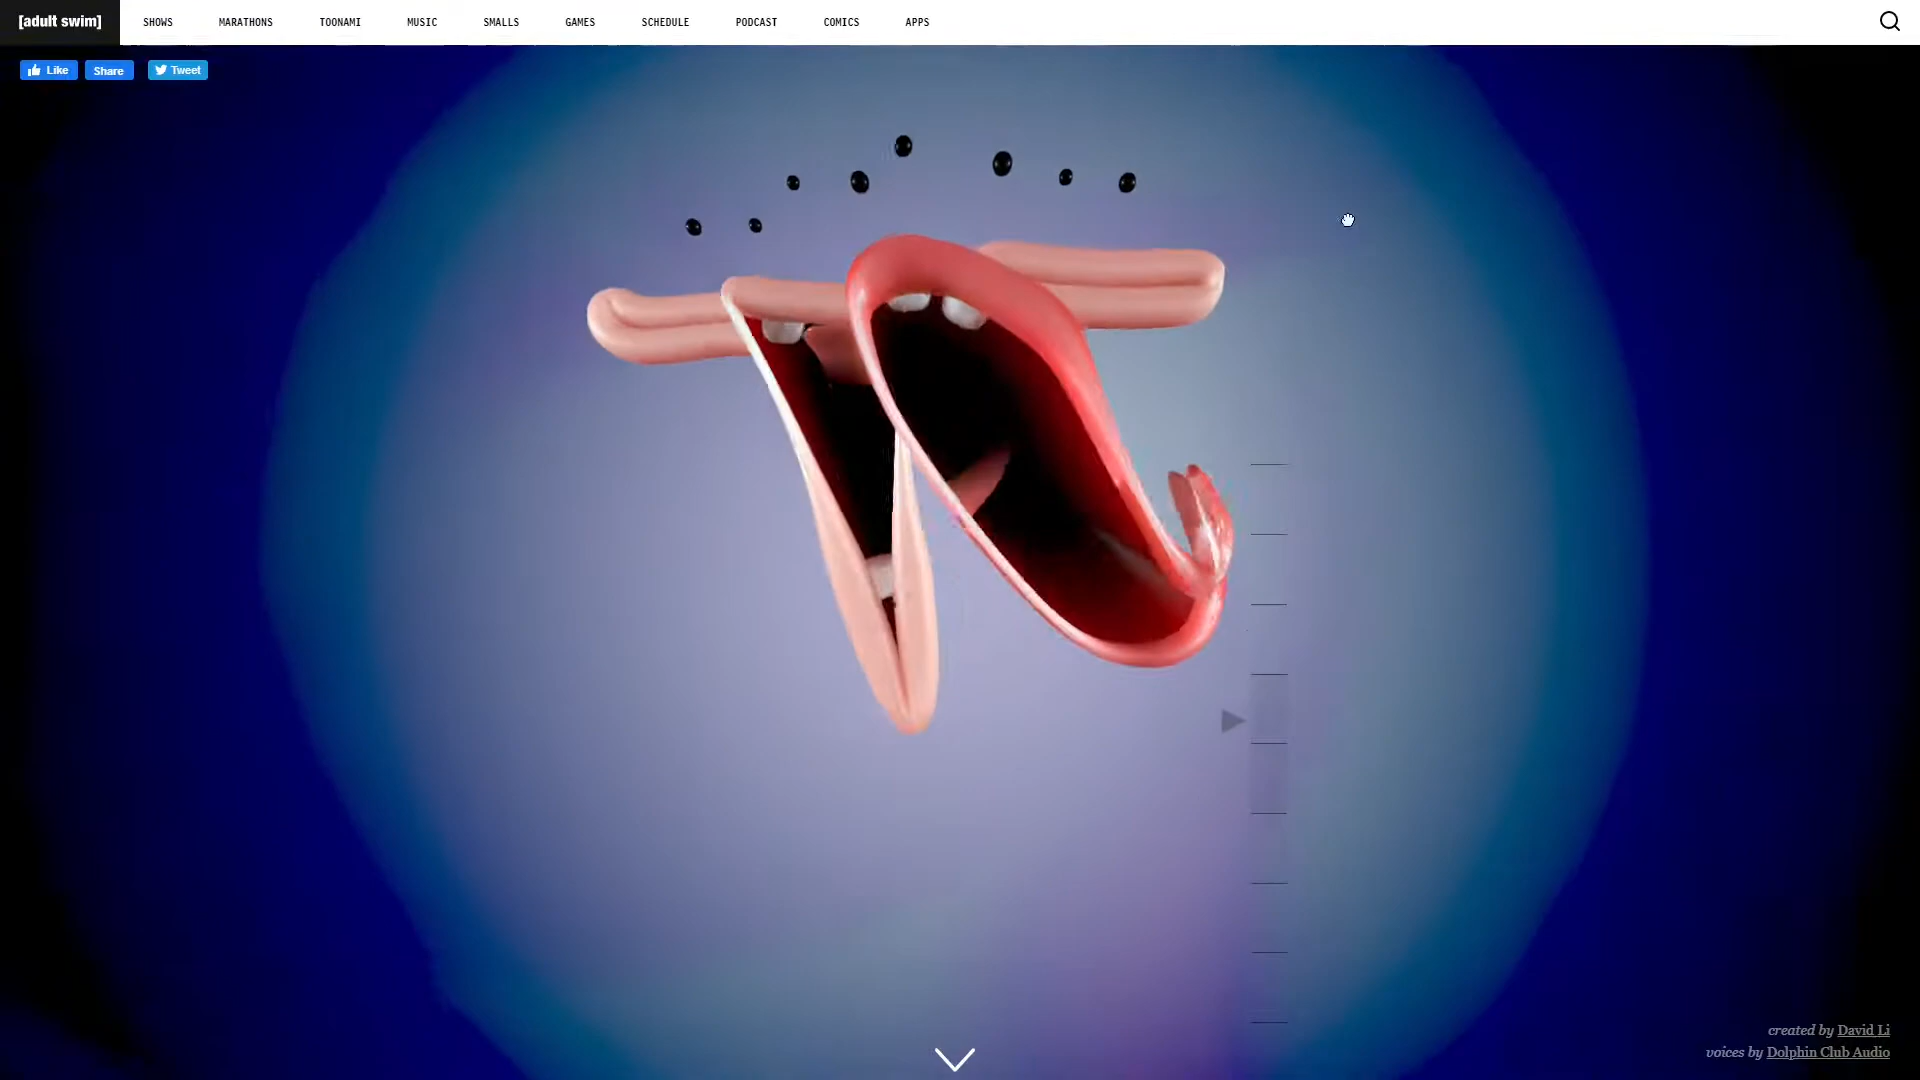 [adult swim] SHOWS MARATHONS TOONAMI MUSIC SMALLS GAMES SCHEDULE PODCAST COMICS APPS
Like Share Tweet
created by David Li
voices by Dolphin Club Audio